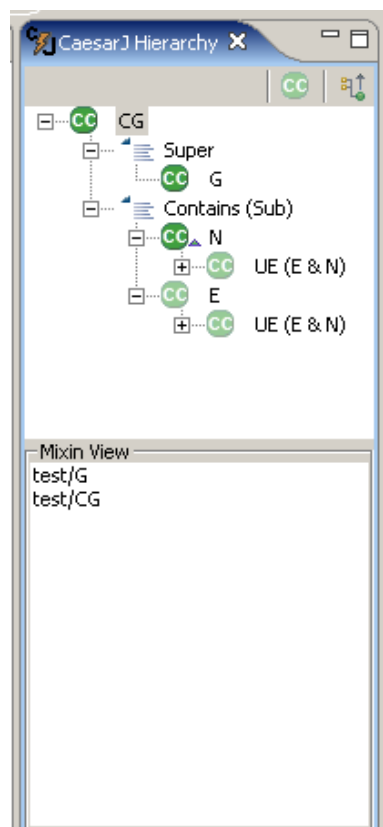 CJ CaesarJ Hierarchy
CC
CC CG
Super
CC G
Contains (Sub)
CC N
CC UE (E & N)
CC E
CC UE (E & N)
Mixin View
test/G
test/CG